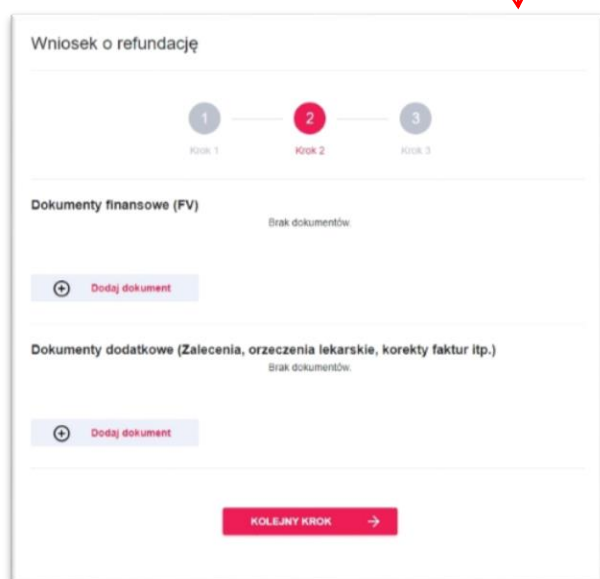 Wniosek o refundację
1 2 3
Krok 1 Krok 2 Krok 3
Dokumenty finansowe (FV)
Brak dokumentów.
Dodaj dokument
Dokumenty dodatkowe (Zalecenia, orzeczenia lekarskie, korekty faktur itp.)
Brak dokumentów.
Dodaj dokument
KOLEJNY KROK